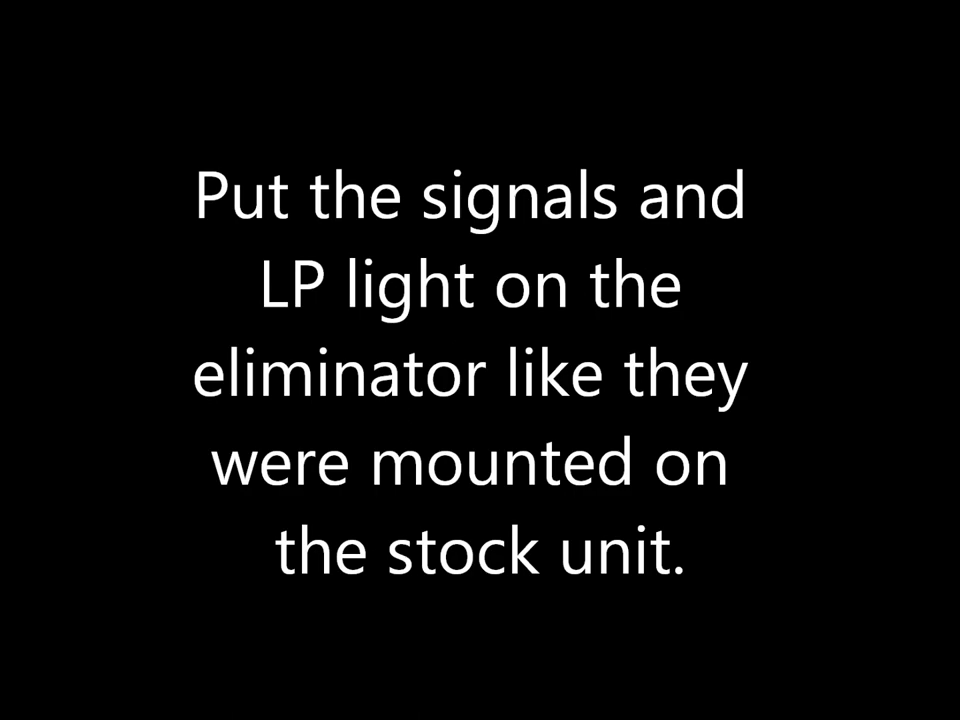 Put the signals and
LP light on the
eliminator like they
were mounted on
the stock unit.